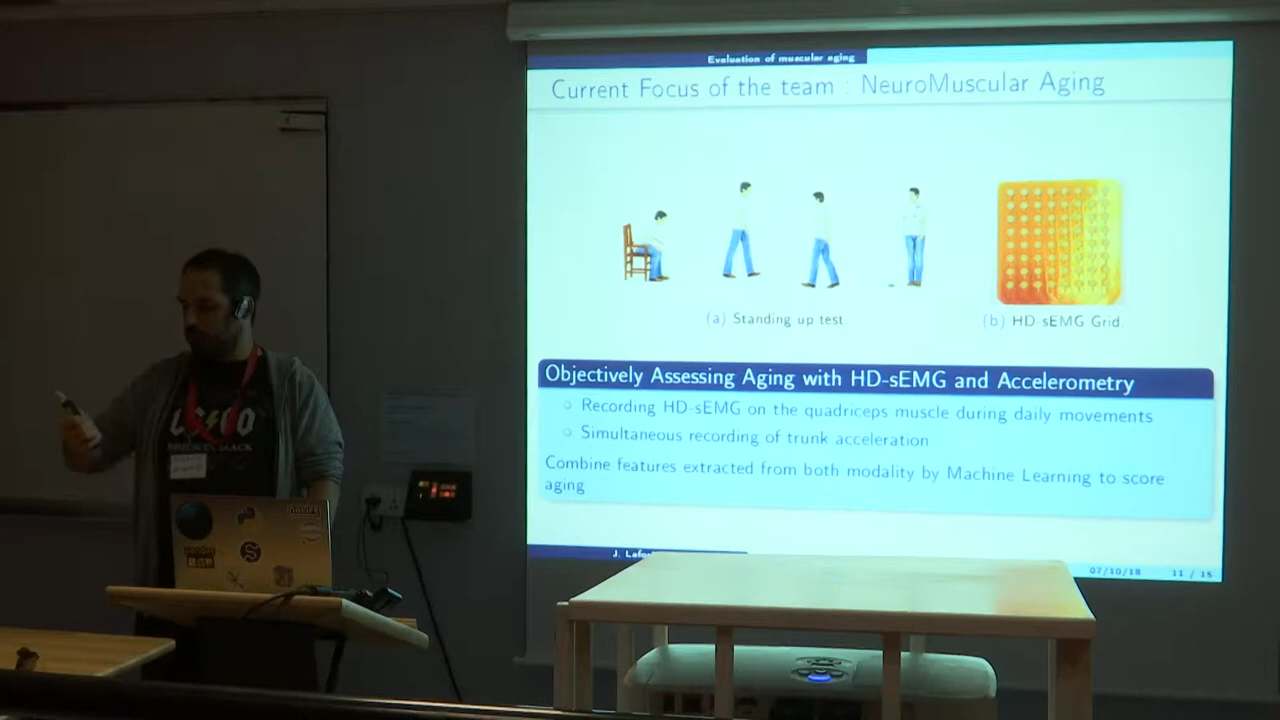 Evaluation of muscular aging
Current Focus of the team : NeuroMuscular Aging
(a) Standing up test
(b) HD-sEMG Grid.
Objectively Assessing Aging with HD-sEMG and Accelerometry
Recording HD-sEMG on the quadriceps muscle during daily movements
Simultaneous recording of trunk acceleration
Combine features extracted from both modality by Machine Learning to score
aging
J.
07/10/18
11 / 15
pandas
S